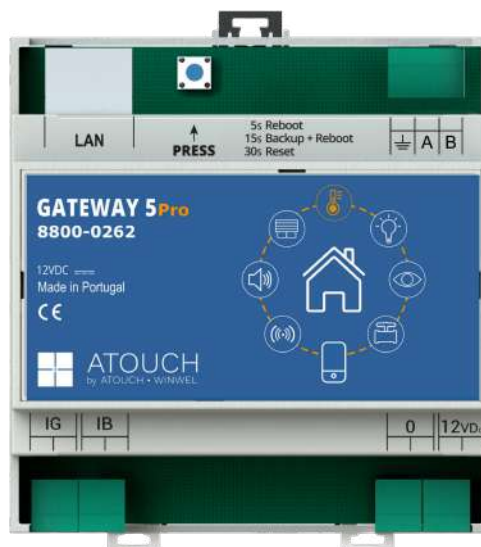 LAN
PRESS
5s Reboot
15s Backup + Reboot
30s Reset
A B
GATEWAY 5Pro
8800-0262
12VDC
Made in Portugal
CE
ATOUCH
by ATOUCH • WINWEL
IG IB
0 12VD